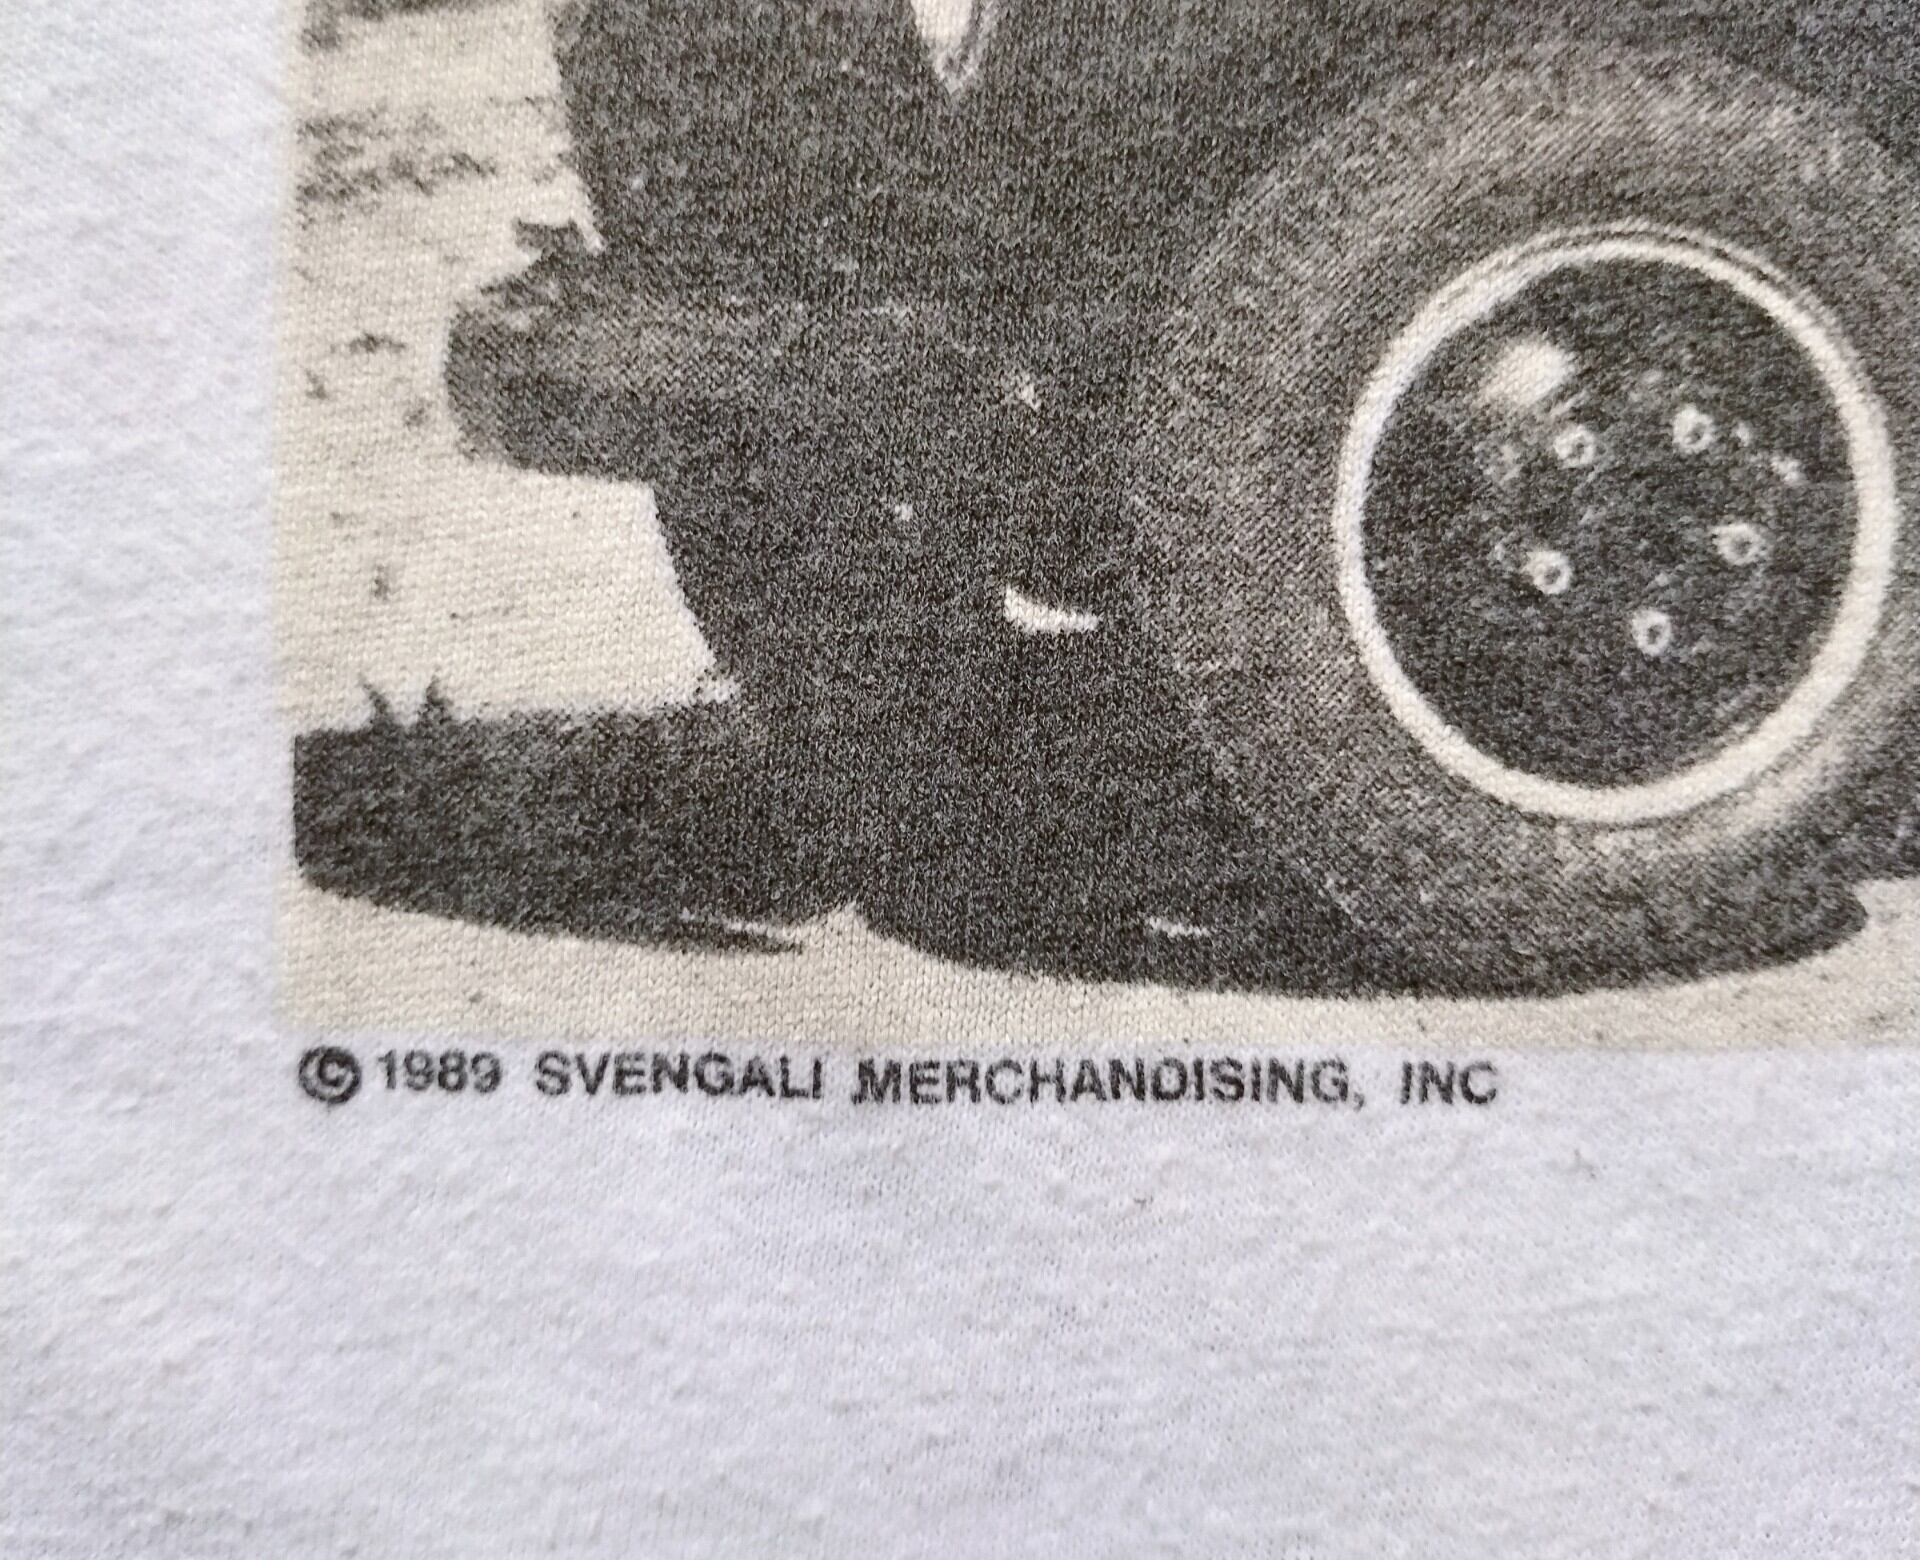 © 1989 SVENGALI MERCHANDISING, INC